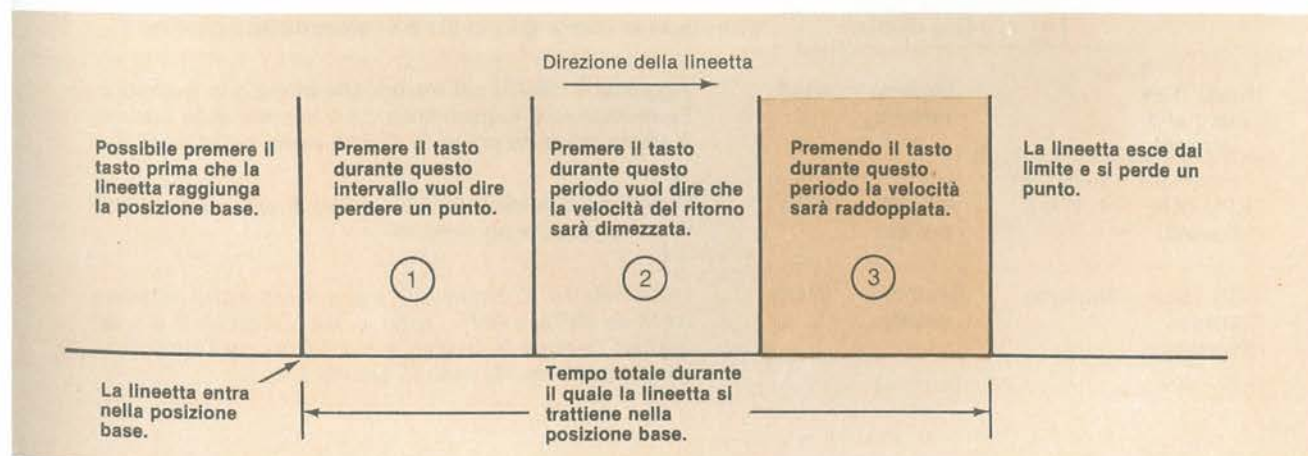 Direzione della lineetta
Possibile premere il
tasto prima che la
lineetta raggiunga
la posizione base.
Premere il tasto
durante questo
intervallo vuol dire
perdere un punto.
1
Premere il tasto
durante questo
periodo vuol dire che
la velocità del ritorno
sarà dimezzata.
2
Premendo il tasto
durante questo
periodo la velocità
sarà raddoppiata.
3
La lineetta esce dal
limite e si perde un
punto.
La lineetta entra
nella posizione
base.
Tempo totale durante
il quale la lineetta si
trattiene nella
posizione base.